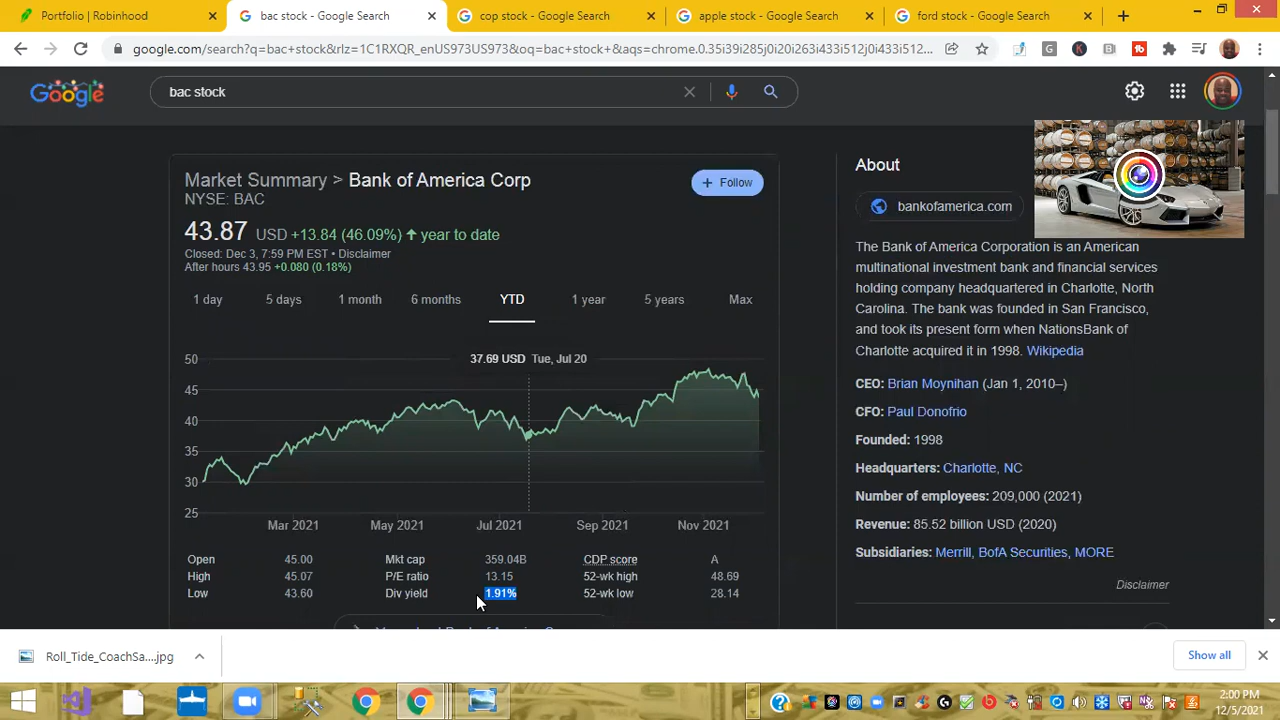 Portfolio | Robinhood
bac stock - Google Search
cop stock - Google Search
apple stock - Google Search
ford stock - Google Search
google.com/search?q=bac+stock&rlz=1C1RXQR_enUS973US973&oq=bac+stock+&aqs=chrome.0.35i39i285j0i20i263i433i512j0i433i512...
Google
bac stock
Market Summary > Bank of America Corp
NYSE: BAC
Follow
43.87 USD +13.84 (46.09%) ↑ year to date
Closed: Dec 3, 7:59 PM EST • Disclaimer
After hours 43.95 +0.080 (0.18%)
1 day 5 days 1 month 6 months YTD 1 year 5 years Max
37.69 USD Tue, Jul 20
50
45
40
35
30
25
Mar 2021 May 2021 Jul 2021 Sep 2021 Nov 2021
Open 45.00 Mkt cap 359.04B CDP score A
High 45.07 P/E ratio 13.15 52-wk high 48.69
Low 43.60 Div yield 1.91% 52-wk low 28.14
About
bankofamerica.com
The Bank of America Corporation is an American
multinational investment bank and financial services
holding company headquartered in Charlotte, North
Carolina. The bank was founded in San Francisco,
and took its present form when NationsBank of
Charlotte acquired it in 1998. Wikipedia
CEO: Brian Moynihan (Jan 1, 2010–)
CFO: Paul Donofrio
Founded: 1998
Headquarters: Charlotte, NC
Number of employees: 209,000 (2021)
Revenue: 85.52 billion USD (2020)
Subsidiaries: Merrill, BofA Securities, MORE
Disclaimer
Roll_Tide_CoachSa....jpg
Show all
2:00 PM
12/5/2021